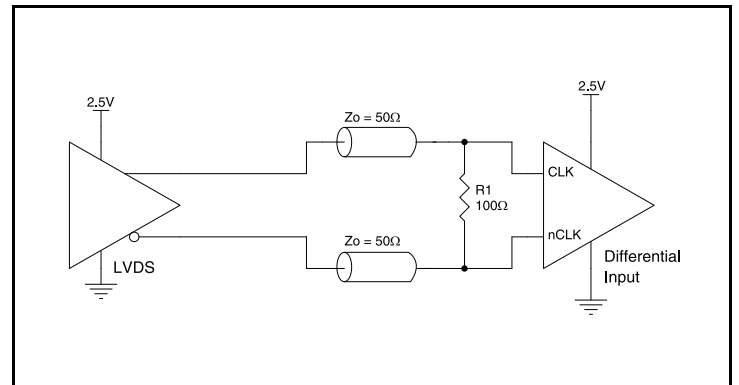 2.5V
LVDS
Zo = 50Ω
Zo = 50Ω
R1
100Ω
2.5V
CLK
nCLK
Differential
Input